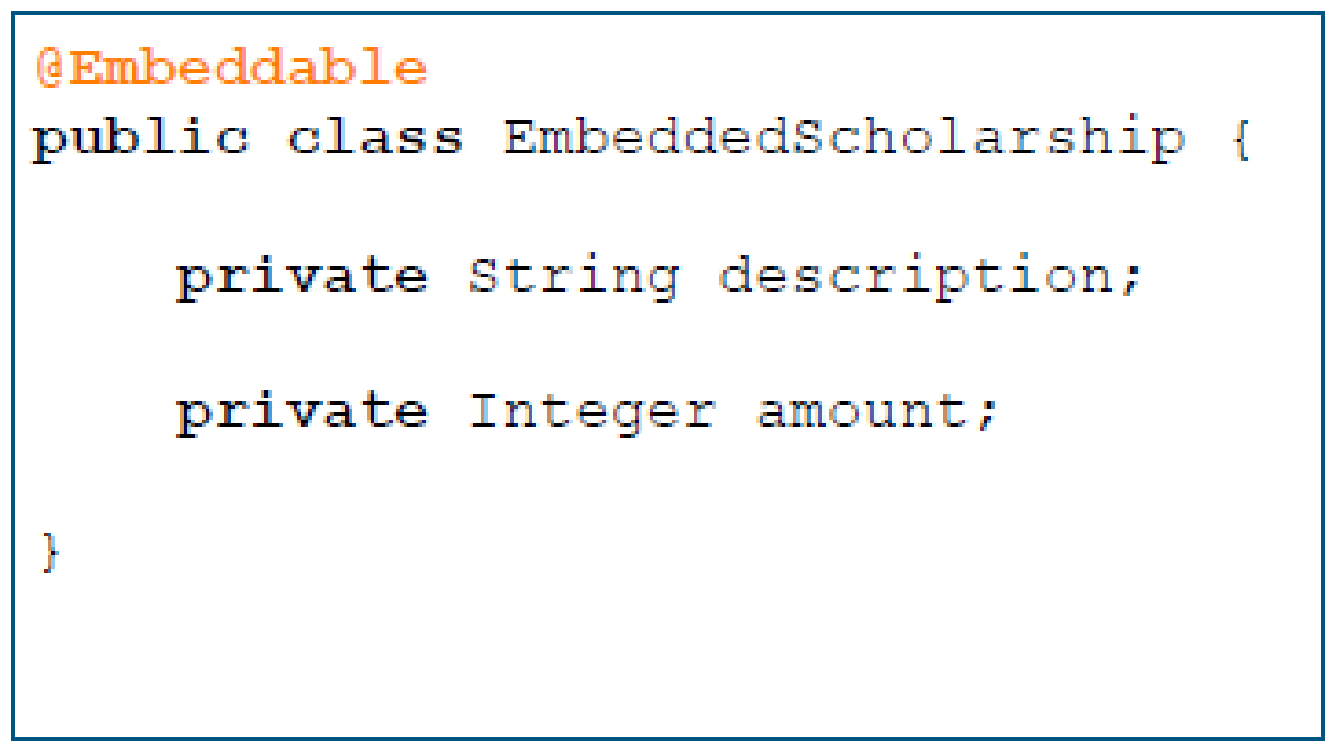 @Embeddable
public class EmbeddedScholarship {
private String description;
private Integer amount;
}